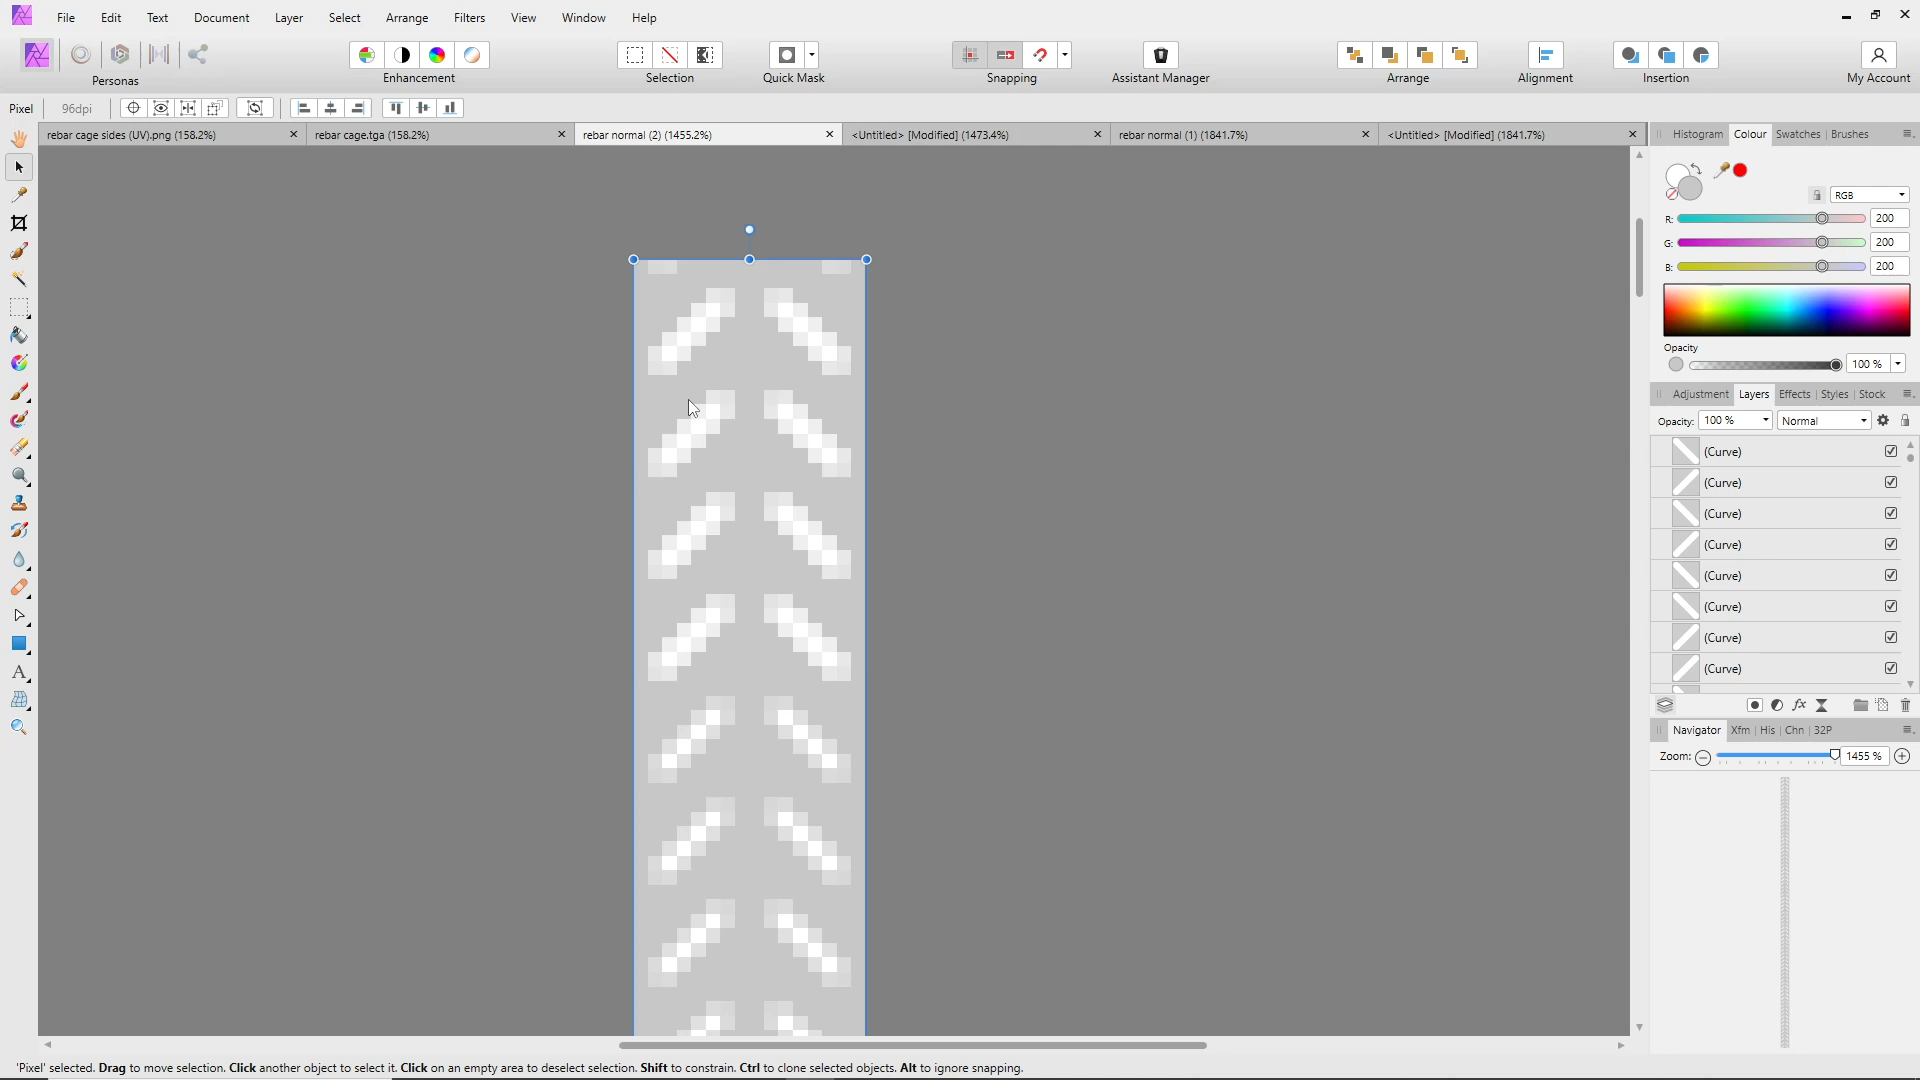 File Edit Text Document Layer Select Arrange Filters View Window Help
Personas Enhancement Selection Quick Mask Snapping Assistant Manager Arrange Alignment Insertion My Account
Pixel 96dpi
rebar cage sides (UV).png (158.2%) rebar cage.tga (158.2%) rebar normal (2) (1455.2%) <Untitled> [Modified] (1473.4%) rebar normal (1) (1841.7%) <Untitled> [Modified] (1841.7%)
Histogram Colour Swatches Brushes
RGB
R: 200
G: 200
B: 200
Opacity
100 %
Adjustment Layers Effects Styles Stock
Opacity: 100 % Normal
(Curve)
(Curve)
(Curve)
(Curve)
(Curve)
(Curve)
(Curve)
(Curve)
Navigator Xfm His Chn 32P
Zoom: 1455 %
'Pixel' selected. Drag to move selection. Click another object to select it. Click on an empty area to deselect selection. Shift to constrain. Ctrl to clone selected objects. Alt to ignore snapping.